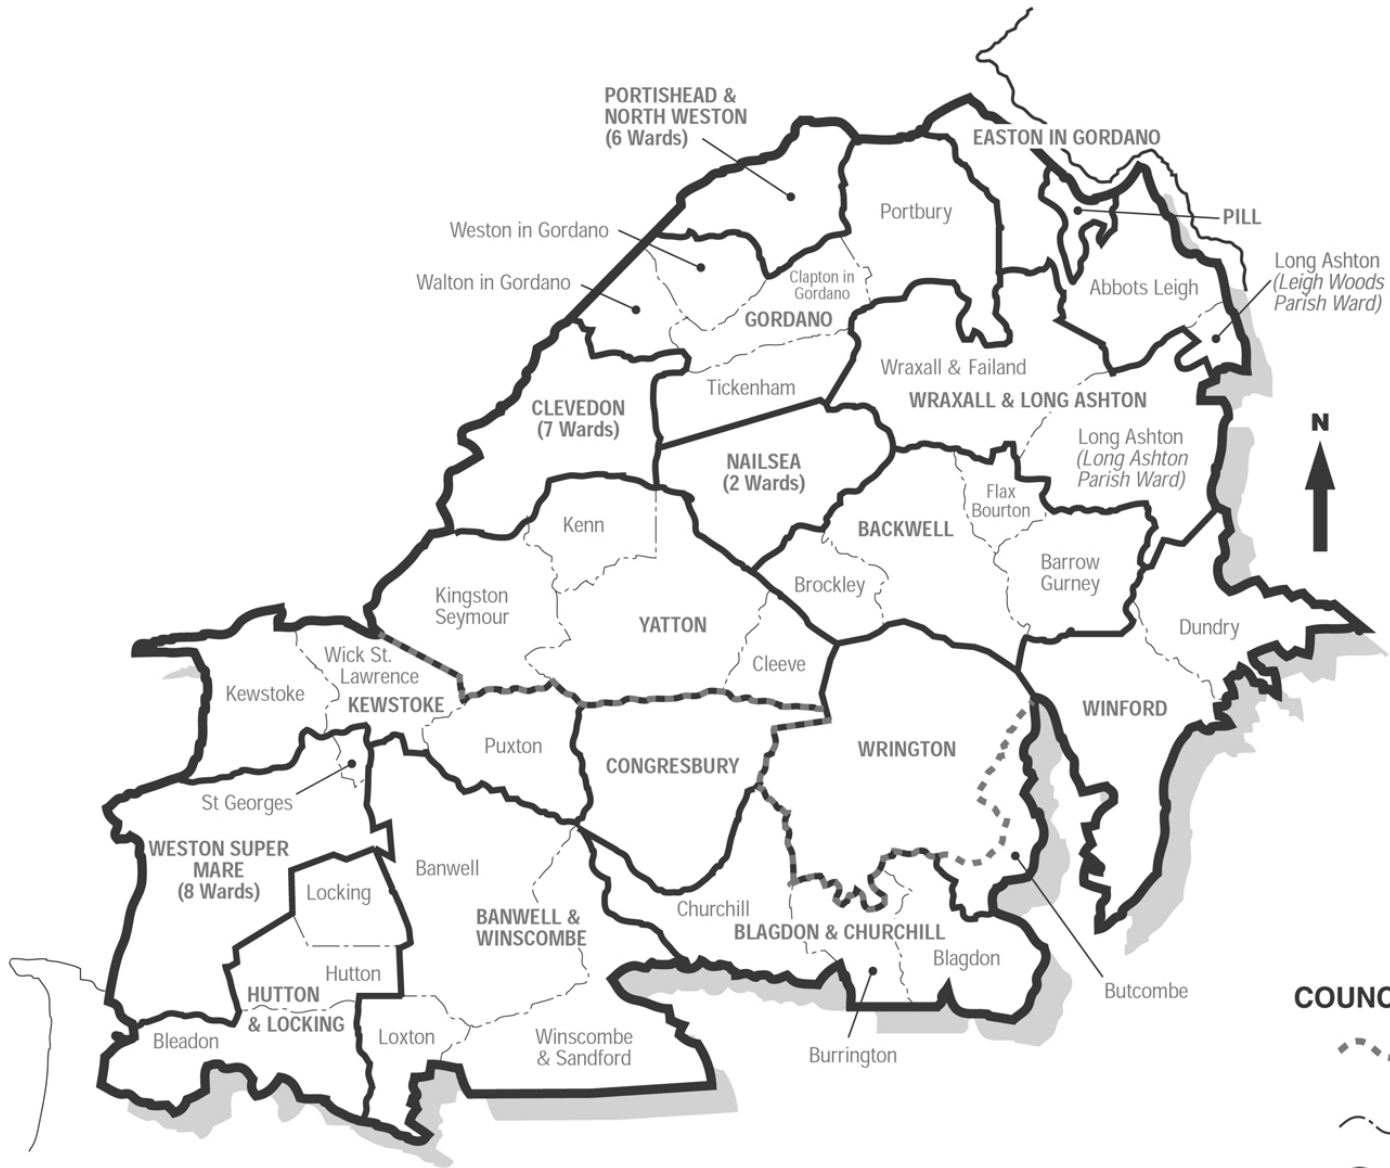 PORTISHEAD &
NORTH WESTON
(6 Wards)
EASTON IN GORDANO
Weston in Gordano
Portbury
PILL
Walton in Gordano
Clapton in
Gordano
Abbots Leigh
Long Ashton
(Leigh Woods
Parish Ward)
GORDANO
Wraxall & Failand
Tickenham
WRAXALL & LONG ASHTON
CLEVEDON
(7 Wards)
N
Long Ashton
(Long Ashton
Parish Ward)
NAILSEA
(2 Wards)
Flax
Bourton
Kenn
BACKWELL
Barrow
Gurney
Brockley
Kingston
Seymour
YATTON
Dundry
Wick St.
Lawrence
Cleeve
Kewstoke
KEWSTOKE
WINFORD
Puxton
CONGRESBURY
WRINGTON
St Georges
WESTON SUPER
MARE
(8 Wards)
Banwell
Locking
Churchill
BANWELL &
WINSCOMBE
BLAGDON & CHURCHILL
Blagdon
Hutton
Butcombe
HUTTON
& LOCKING
COUNC
Bleadon
Loxton
Winscombe
& Sandford
Burrington